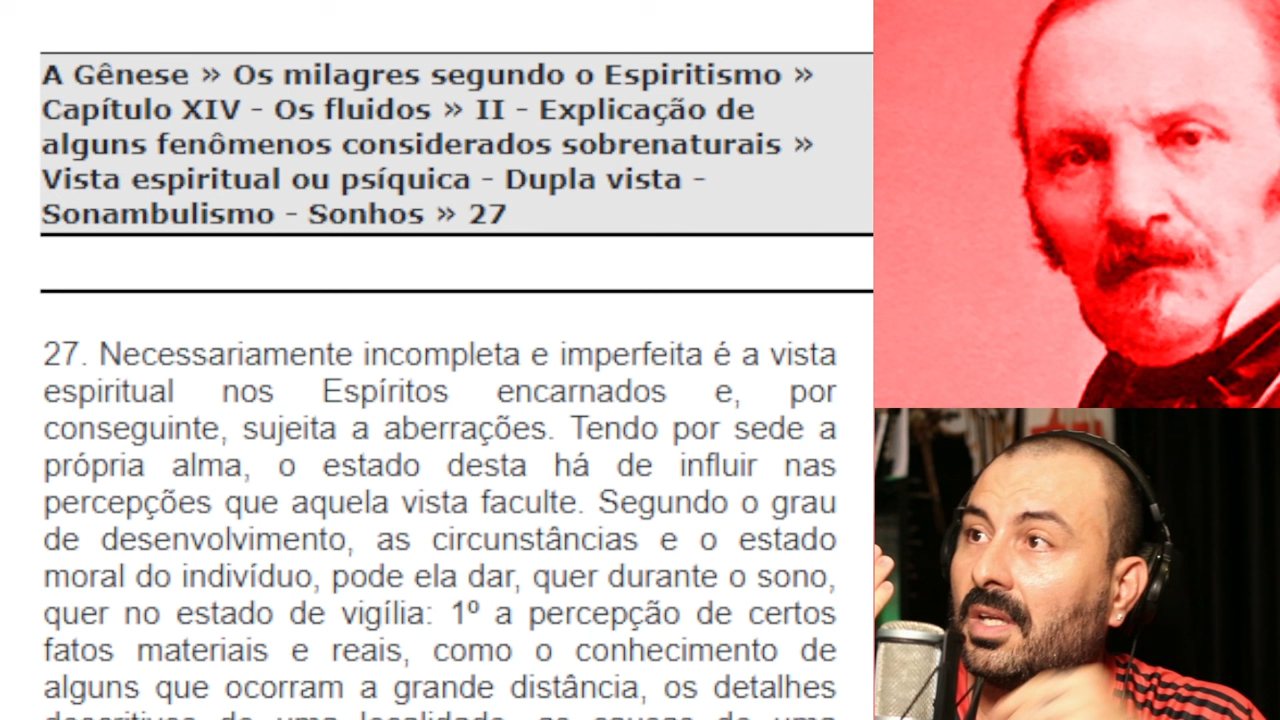 A Gênese » Os milagres segundo o Espiritismo »
Capítulo XIV - Os fluidos » II - Explicação de
alguns fenômenos considerados sobrenaturais »
Vista espiritual ou psíquica - Dupla vista -
Sonambulismo - Sonhos » 27
27. Necessariamente incompleta e imperfeita é a vista
espiritual nos Espíritos encarnados e, por
conseguinte, sujeita a aberrações. Tendo por sede a
própria alma, o estado desta há de influir nas
percepções que aquela vista faculte. Segundo o grau
de desenvolvimento, as circunstâncias e o estado
moral do indivíduo, pode ela dar, quer durante o sono,
quer no estado de vigília: 1º a percepção de certos
fatos materiais e reais, como o conhecimento de
alguns que ocorram a grande distância, os detalhes